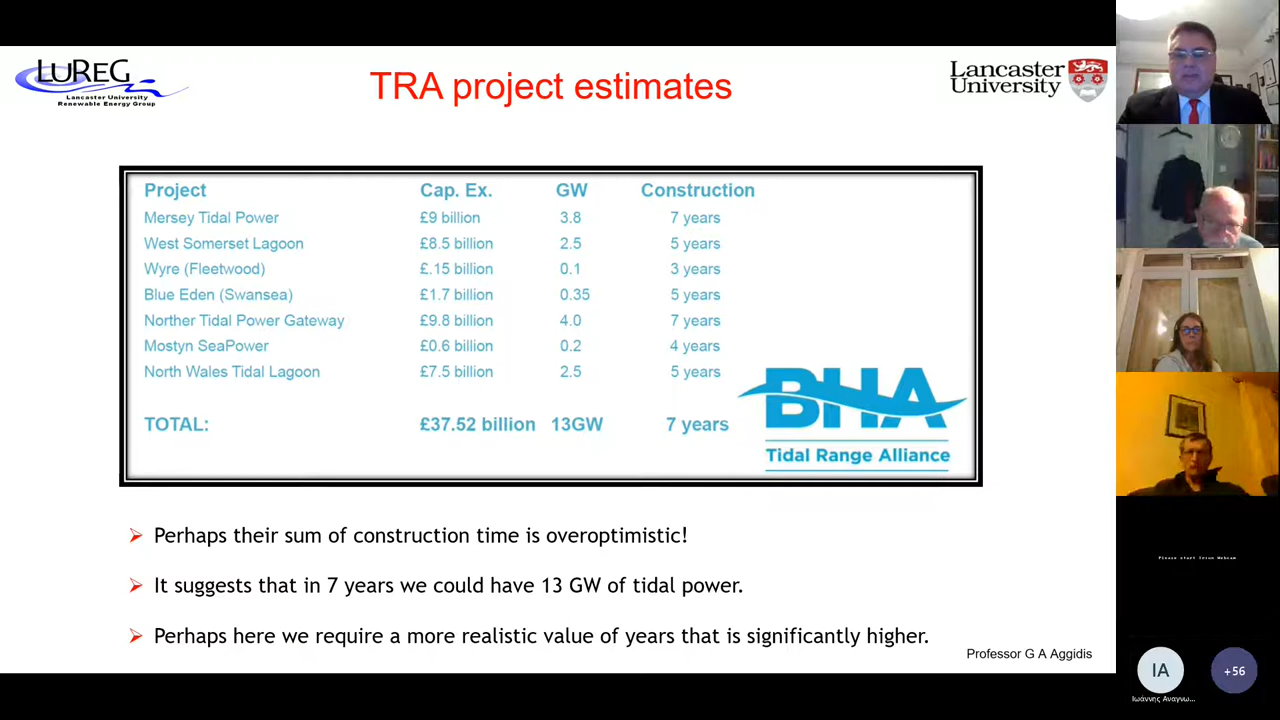 LUREG
Lancaster University
Renewable Energy Group
TRA project estimates
Lancaster
University
Project Cap. Ex. GW Construction
Mersey Tidal Power £9 billion 3.8 7 years
West Somerset Lagoon £8.5 billion 2.5 5 years
Wyre (Fleetwood) £.15 billion 0.1 3 years
Blue Eden (Swansea) £1.7 billion 0.35 5 years
Norther Tidal Power Gateway £9.8 billion 4.0 7 years
Mostyn SeaPower £0.6 billion 0.2 4 years
North Wales Tidal Lagoon £7.5 billion 2.5 5 years
TOTAL: £37.52 billion 13GW 7 years
BHA
Tidal Range Alliance
Perhaps their sum of construction time is overoptimistic!
It suggests that in 7 years we could have 13 GW of tidal power.
Perhaps here we require a more realistic value of years that is significantly higher.
Professor G A Aggidis
Please start Iriun Webcam
IA
+56
Ιωάννης Αναγνω...